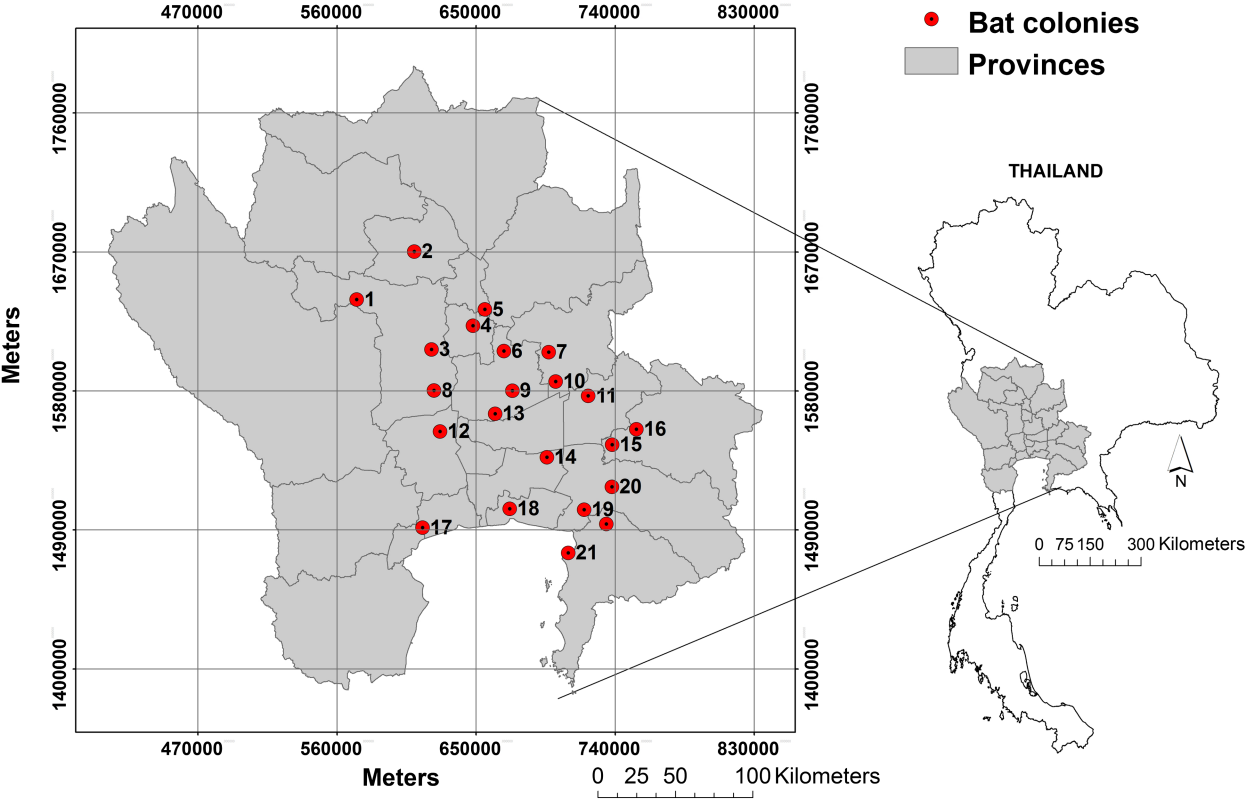 470000 560000 650000 740000 830000
Bat colonies
Provinces
1760000 1760000
THAILAND
2
1670000 1670000
1
5
4
Meters
3 6 7
10
1580000 8 9 11 1580000
13
12 16
15
14
N
20
18 19
17
1490000 1490000
21
0 75 150 300 Kilometers
1400000 1400000
470000 560000 650000 740000 830000
Meters
0 25 50 100 Kilometers